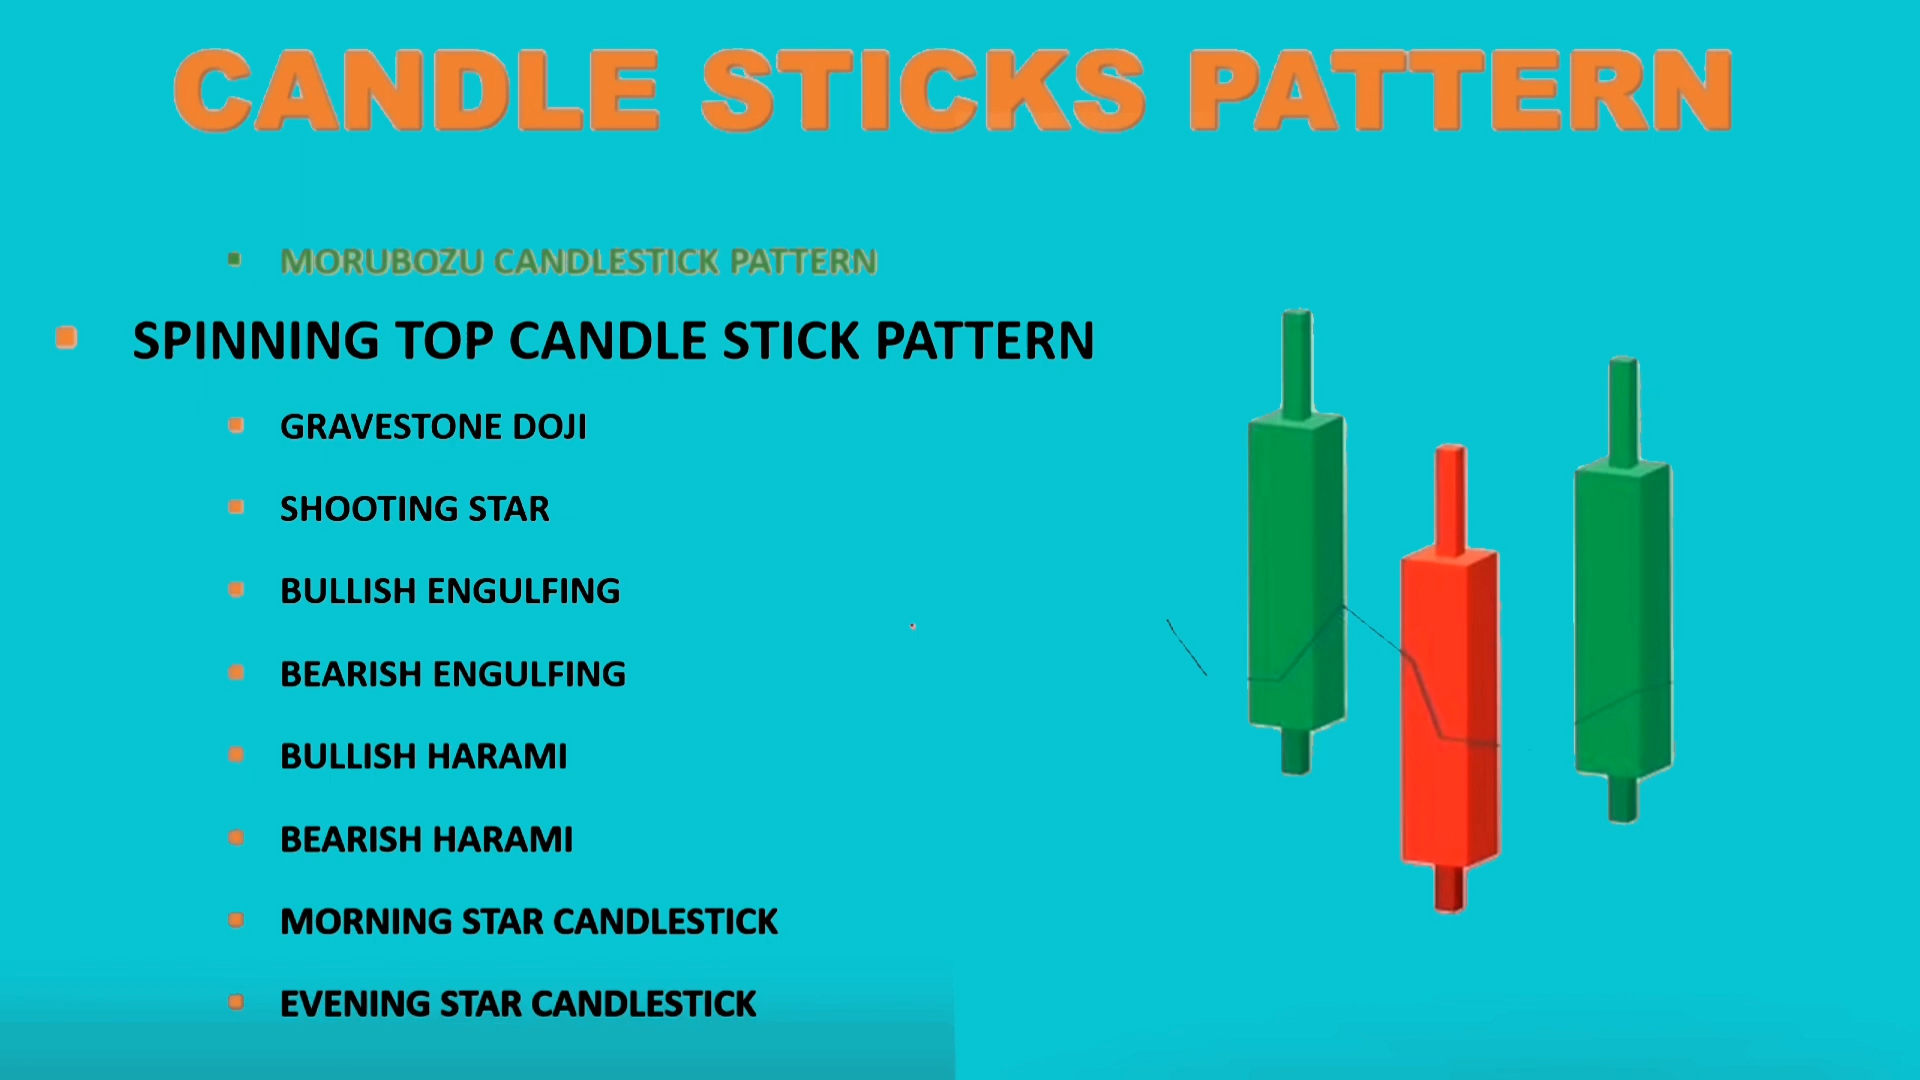 CANDLE STICKS PATTERN
MORUBOZU CANDLESTICK PATTERN
SPINNING TOP CANDLE STICK PATTERN
GRAVESTONE DOJI
SHOOTING STAR
BULLISH ENGULFING
BEARISH ENGULFING
BULLISH HARAMI
BEARISH HARAMI
MORNING STAR CANDLESTICK
EVENING STAR CANDLESTICK